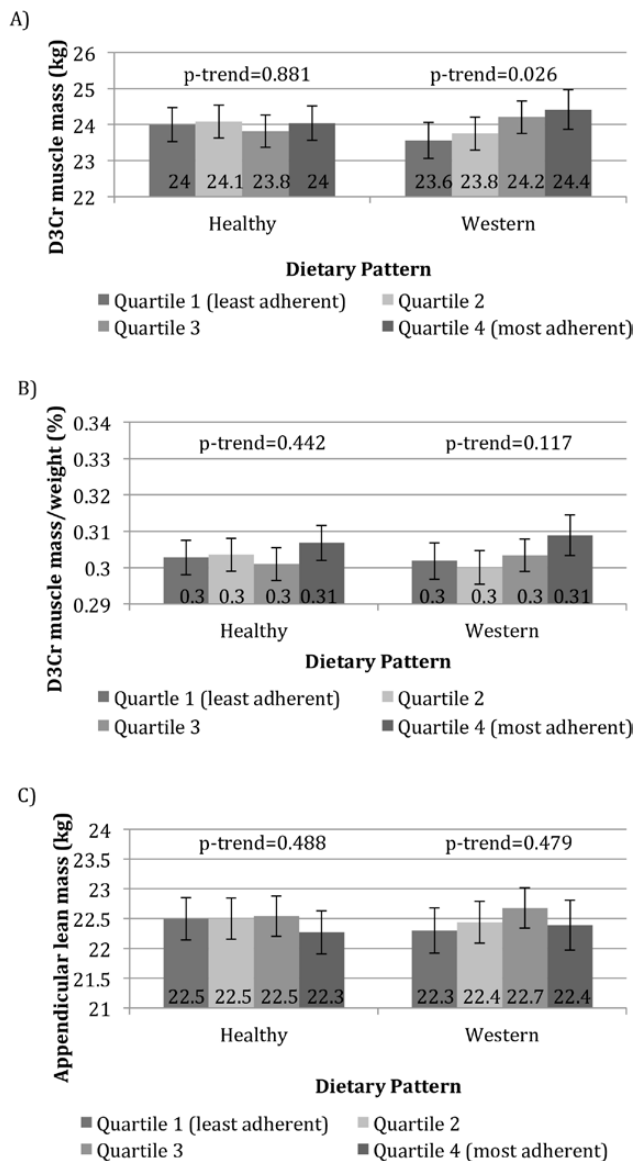 A)
D3Cr muscle mass (kg)
26
25
24
23
22
p-trend=0.881
p-trend=0.026
24
24.1
23.8
24
23.6
23.8
24.2
24.4
Healthy
Western
Dietary Pattern
Quartile 1 (least adherent)
Quartile 2
Quartile 3
Quartile 4 (most adherent)
B)
D3Cr muscle mass/weight (%)
0.34
0.33
0.32
0.31
0.3
0.29
p-trend=0.442
p-trend=0.117
0.3
0.3
0.3
0.31
0.3
0.3
0.3
0.31
Healthy
Western
Dietary Pattern
Quartle 1 (least adherent)
Quartile 2
Quartile 3
Quartile 4 (most adherent)
C)
Appendicular lean mass (kg)
24
23.5
23
22.5
22
21.5
21
p-trend=0.488
p-trend=0.479
22.5
22.5
22.5
22.3
22.3
22.4
22.7
22.4
Healthy
Western
Dietary Pattern
Quartile 1 (least adherent)
Quartile 2
Quartile 3
Quartile 4 (most adherent)